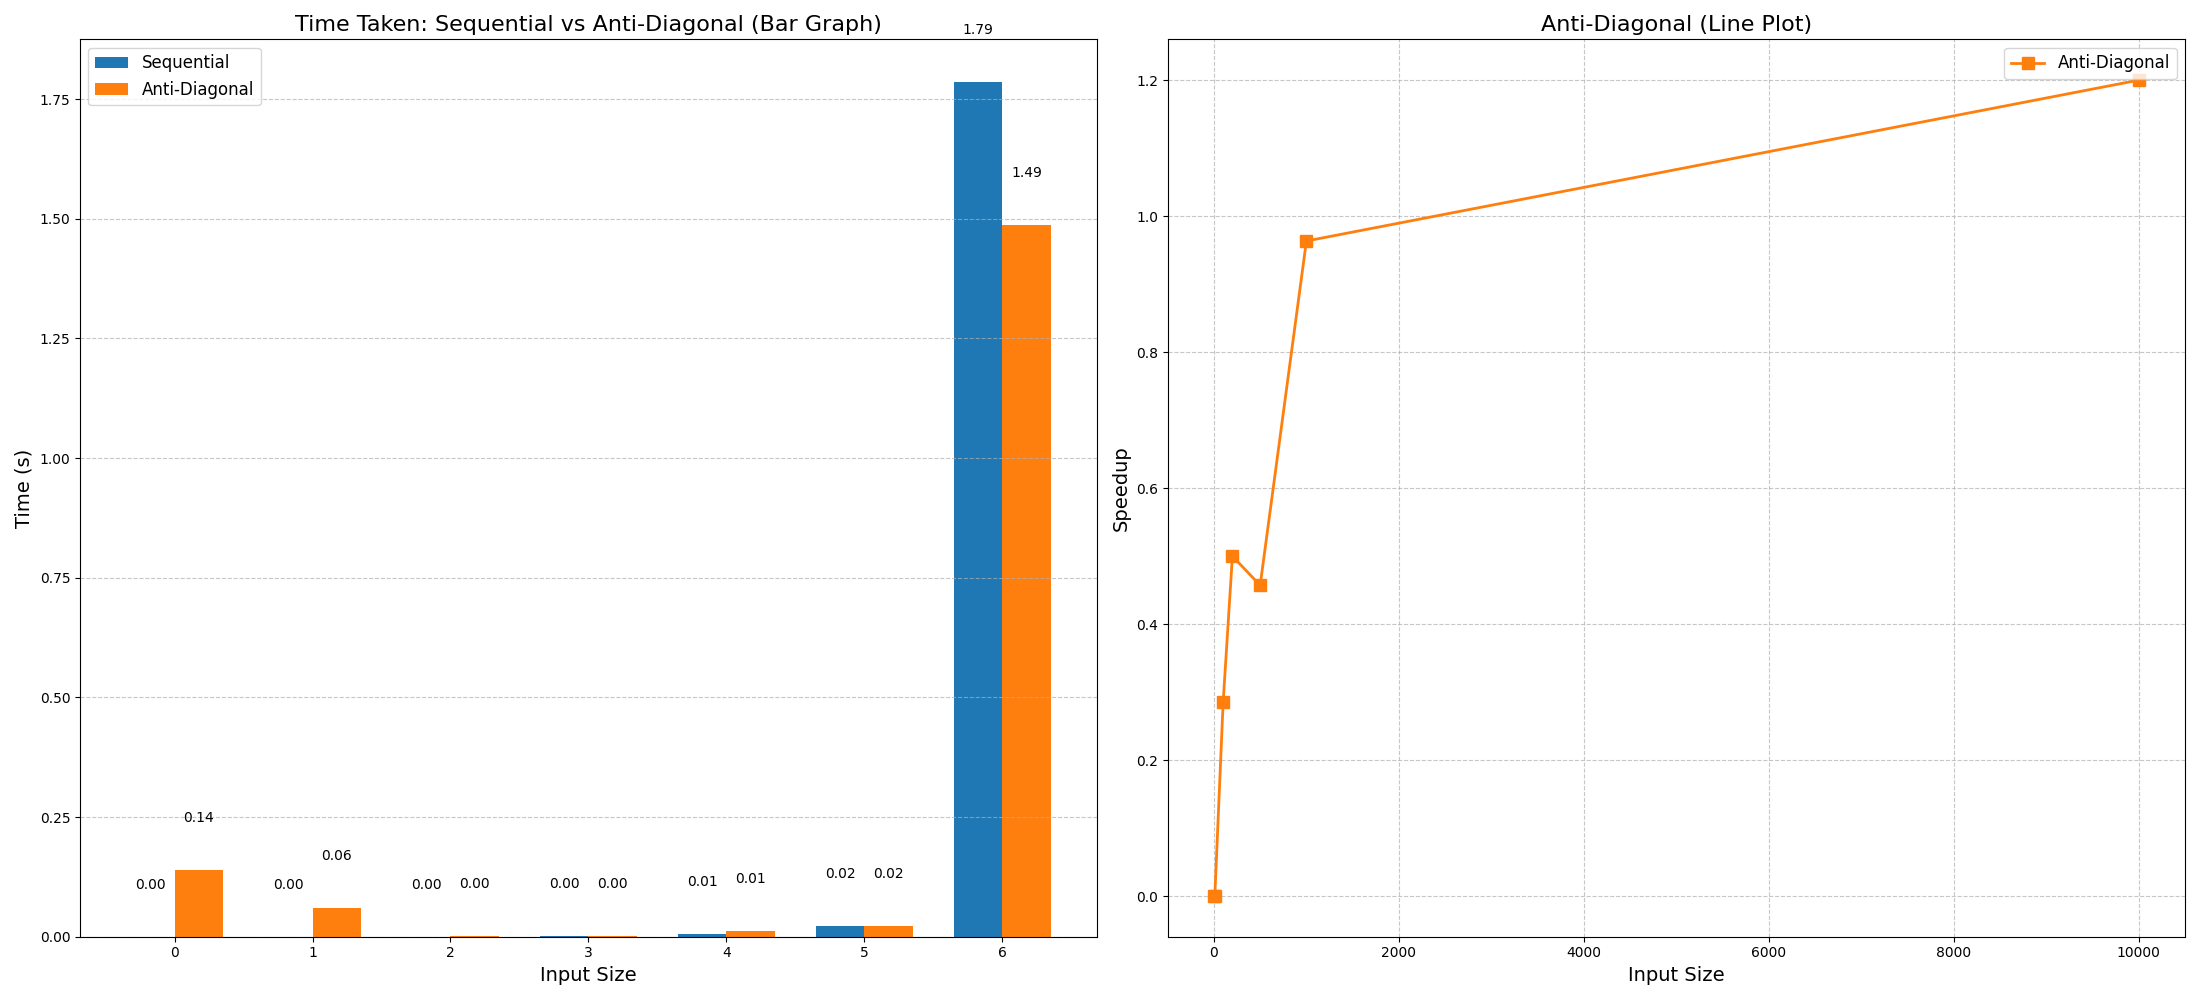 Time Taken: Sequential vs Anti-Diagonal (Bar Graph)
Sequential
Anti-Diagonal
Time (s)
1.75
1.50
1.25
1.00
0.75
0.50
0.25
0.00
1.79
1.49
0.14
0.06
0.00
0.00
0.00
0.00
0.00
0.00
0.01
0.01
0.02
0.02
0 1 2 3 4 5 6
Input Size
Anti-Diagonal (Line Plot)
Anti-Diagonal
Speedup
1.2
1.0
0.8
0.6
0.4
0.2
0.0
0 2000 4000 6000 8000 10000
Input Size